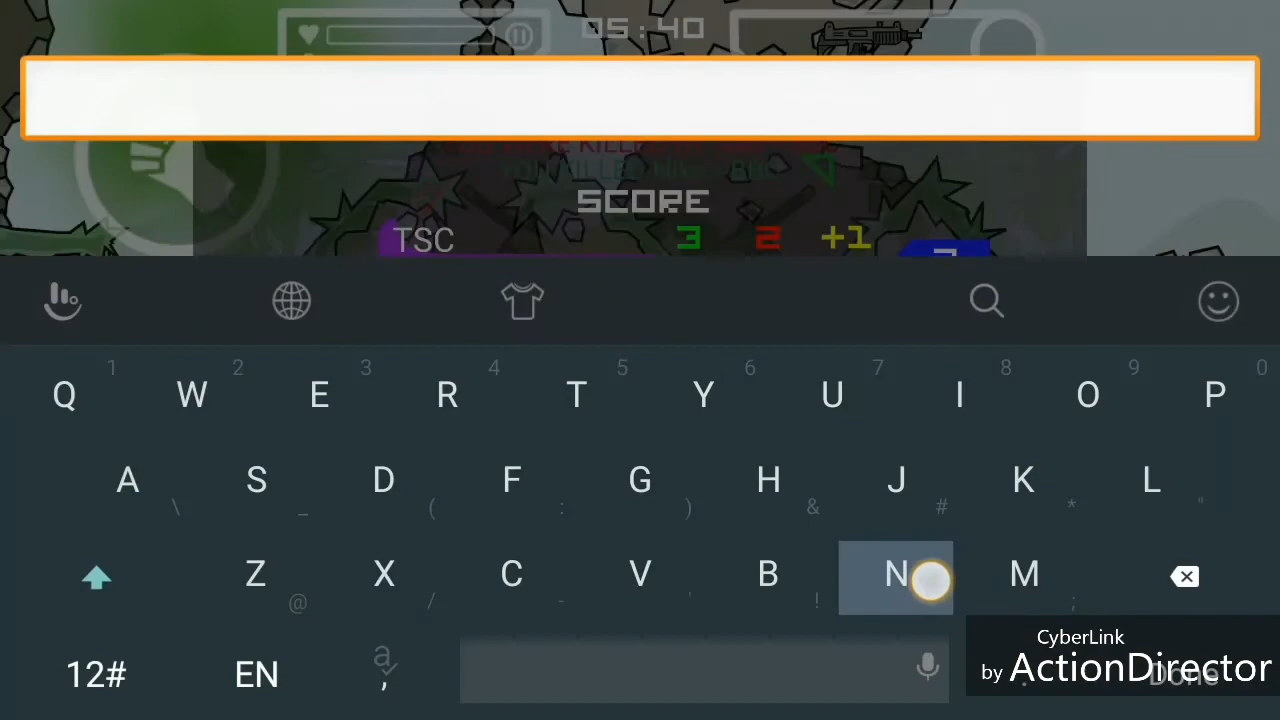 05:40
SCORE
TSC 3 2 +1
1 2 3 4 5 6 7 8 9 0
Q W E R T Y U I O P
A S D F G H J K L
\ _ ( : ) & # * "
Z X C V B N M
@ / - ' ! ;
CyberLink
by ActionDirector
12# EN , . Done